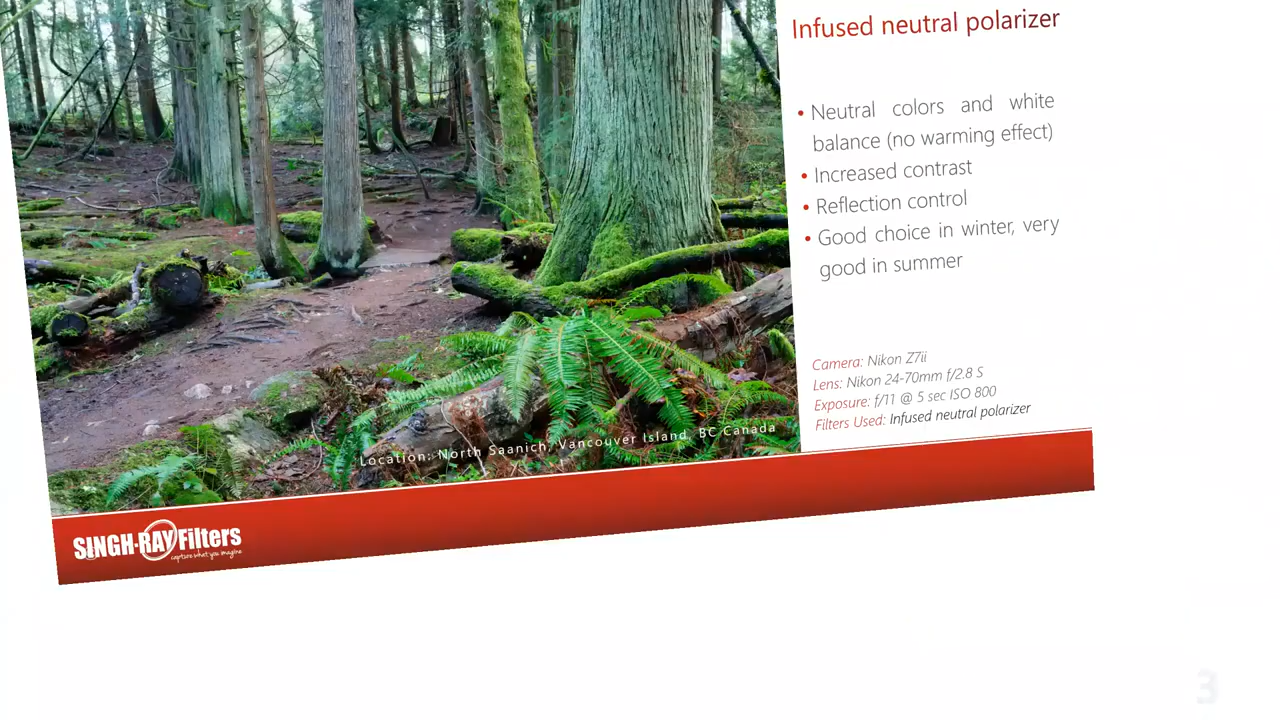 Infused neutral polarizer
• Neutral colors and white
balance (no warming effect)
• Increased contrast
• Reflection control
• Good choice in winter, very
good in summer
Camera: Nikon Z7ii
Lens: Nikon 24-70mm f/2.8 S
Exposure: f/11 @ 5 sec ISO 800
Filters Used: Infused neutral polarizer
Location: North Saanich, Vancouver Island, BC Canada
SINGH-RAY Filters
capture what you imagine
3